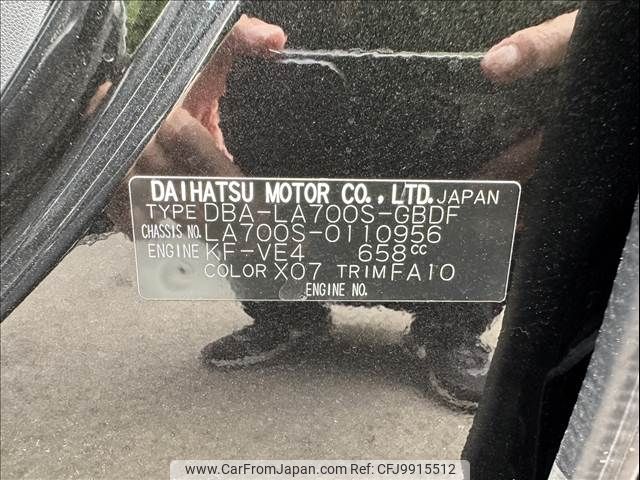 DAIHATSU MOTOR CO., LTD. JAPAN
TYPE DBA-LA700S-GBDF
CHASSIS NO. LA700S-0110956
ENGINE KF-VE4 658cc
COLOR X07 TRIM FA10
ENGINE NO.
www.CarFromJapan.com - Ref:CFJ9915512